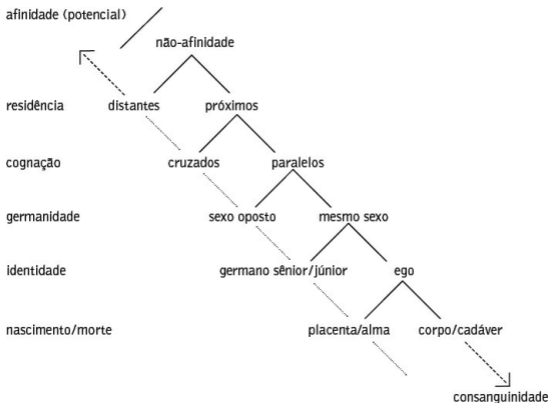 afinidade (potencial)
não-afinidade
residência distantes próximos
cognação cruzados paralelos
germanidade sexo oposto mesmo sexo
identidade germano sênior/júnior ego
nascimento/morte placenta/alma corpo/cadáver
consanguinidade